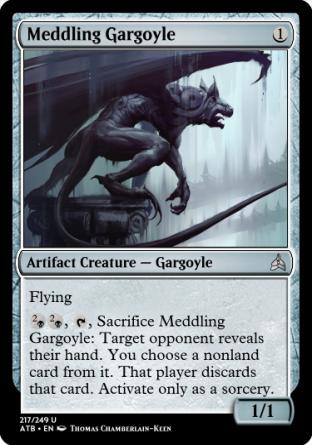 Meddling Gargoyle 1
Artifact Creature — Gargoyle
Flying
2 2, , Sacrifice Meddling
Gargoyle: Target opponent reveals
their hand. You choose a nonland
card from it. That player discards
that card. Activate only as a sorcery.
1/1
217/249 U
ATB • EN Thomas Chamberlain-Keen